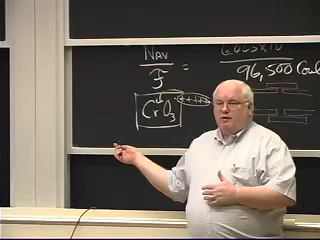 NAV
=
6.023x10
F
96,500 Coul
CrO₃
++++